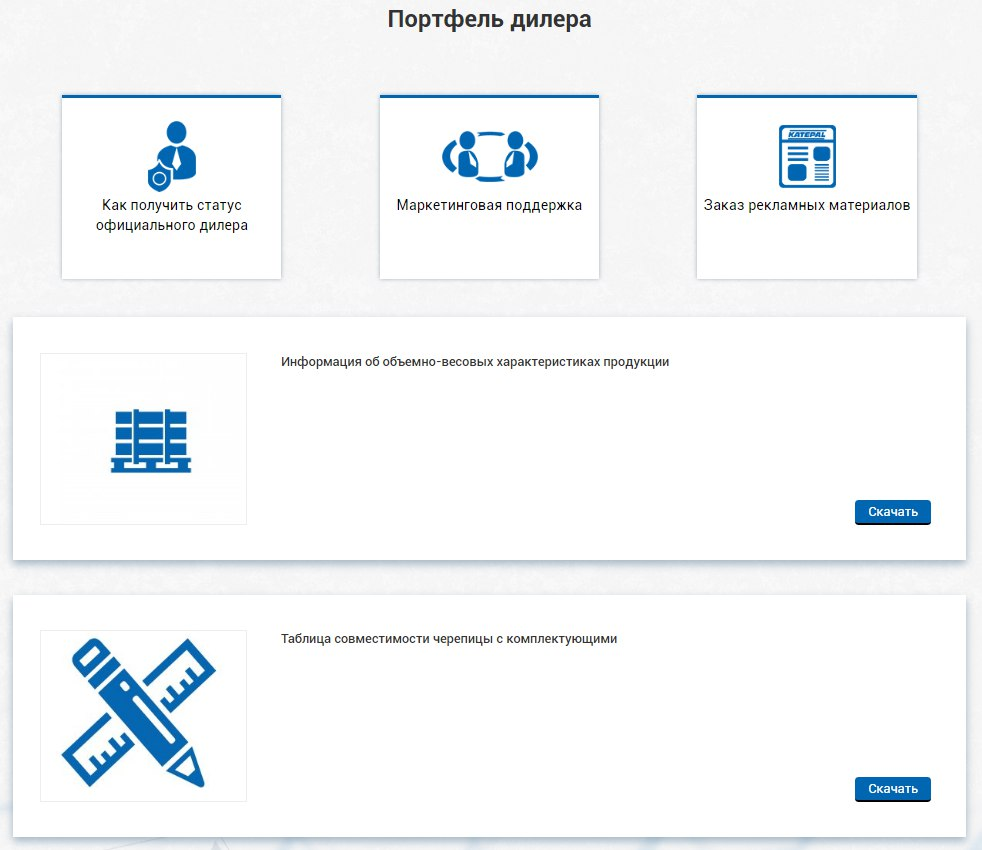 Портфель дилера
KATEPAL
Как получить статус
официального дилера
Маркетинговая поддержка
Заказ рекламных материалов
Информация об объемно-весовых характеристиках продукции
Скачать
Таблица совместимости черепицы с комплектующими
Скачать